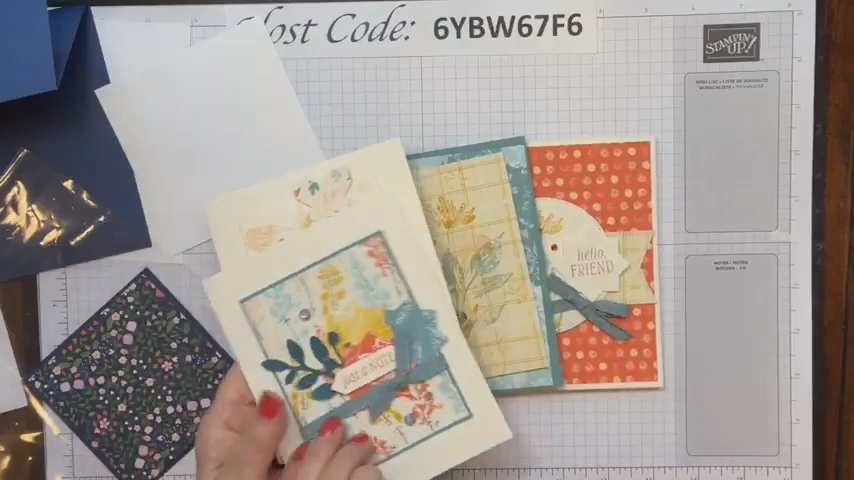 Host Code: 6YBW67F6
STAMPIN' UP!
hello,
FRIEND
just a NOTE